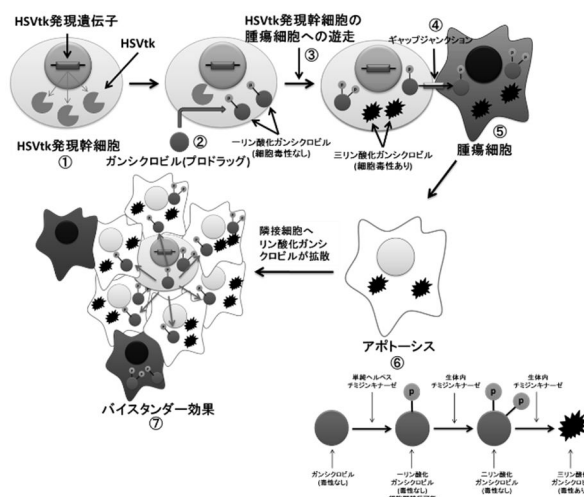 HSVtk発現遺伝子
HSVtk
HSVtk発現幹細胞
①
②
ガンシクロビル(プロドラッグ)
HSVtk発現幹細胞の
腫瘍細胞への遊走
③
一リン酸化ガンシクロビル
(細胞毒性なし)
④
ギャップジャンクション
三リン酸化ガンシクロビル
(細胞毒性あり)
⑤
腫瘍細胞
隣接細胞へ
リン酸化ガンシ
クロビルが拡散
アポトーシス
⑥
バイスタンダー効果
⑦
単純ヘルペス
チミジンキナーゼ
生体内
チミジンキナーゼ
生体内
チミジンキナーゼ
P
P
P
ガンシクロビル
(毒性なし)
一リン酸化
ガンシクロビル
(毒性なし)
二リン酸化
ガンシクロビル
(毒性なし)
三リン酸
ガンシクロ
(毒性あ